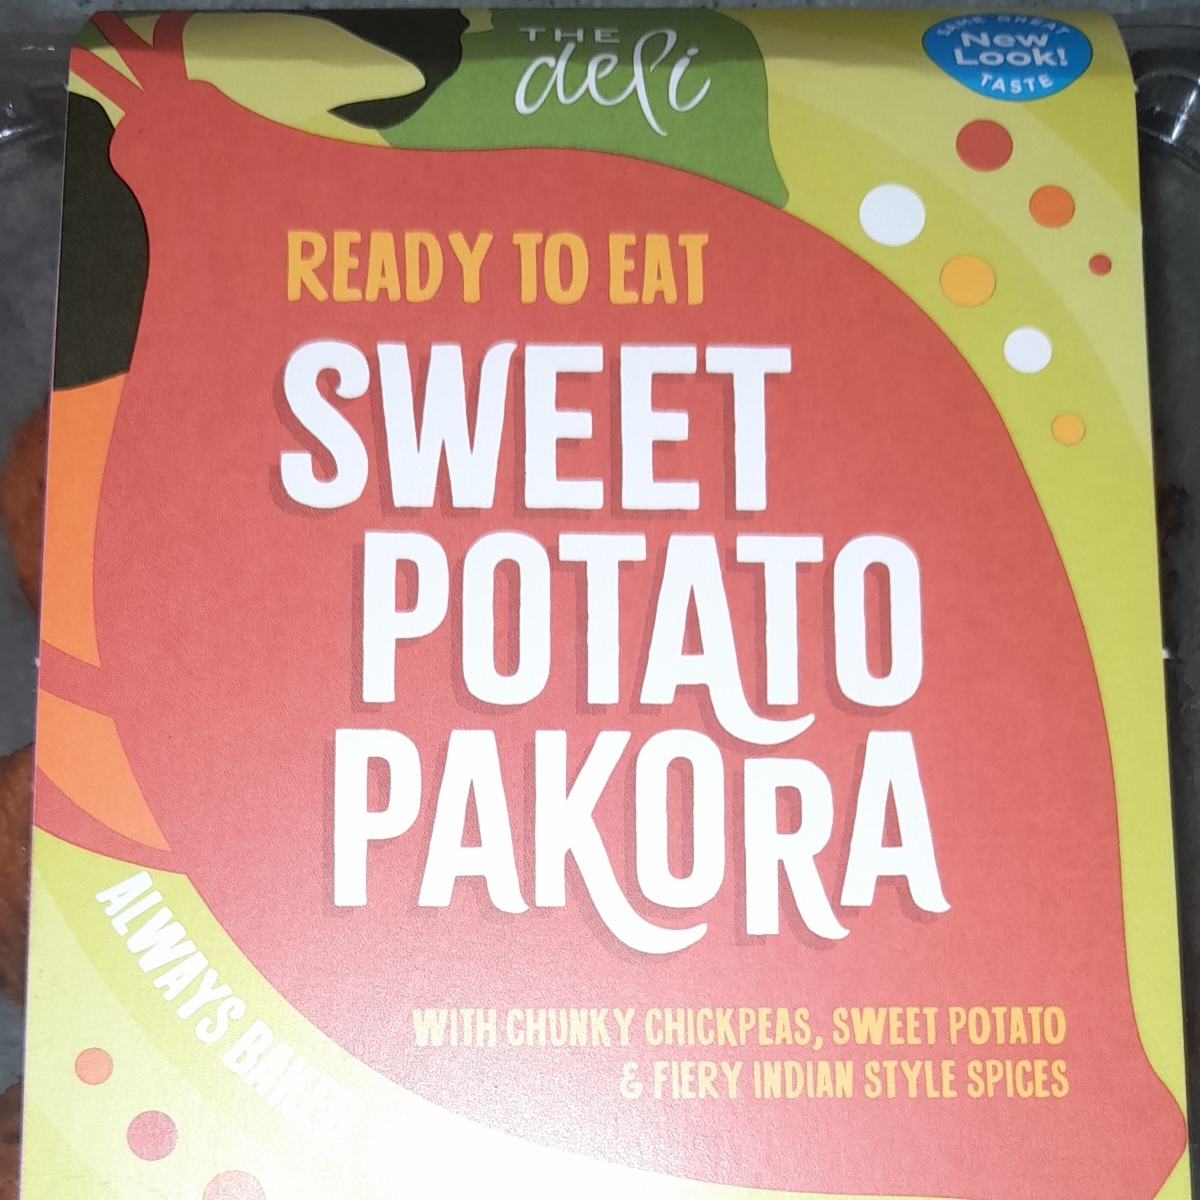 THE
deli
SAME GREAT
New
Look!
TASTE
READY TO EAT
SWEET
POTATO
PAKORA
WITH CHUNKY CHICKPEAS, SWEET POTATO
& FIERY INDIAN STYLE SPICES
ALWAYS BAKED